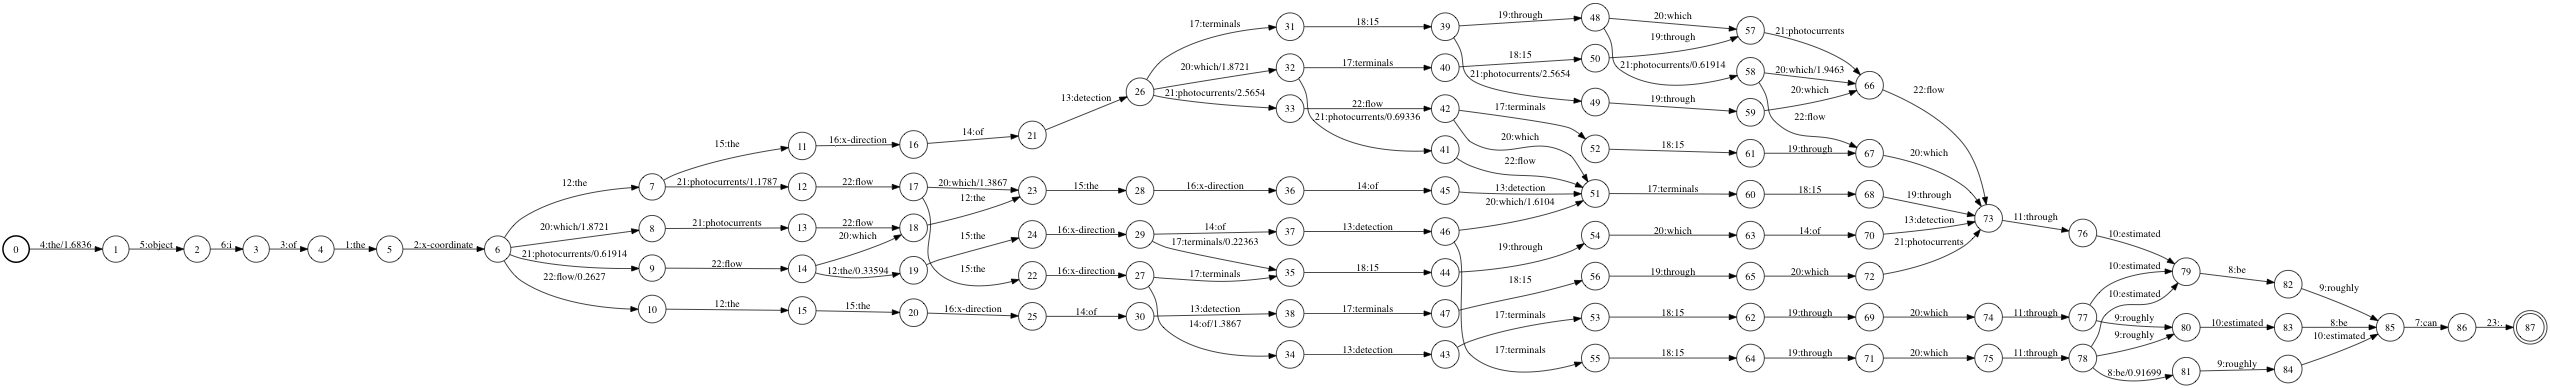 0
4:the/1.6836
1
5:object
2
6:i
3
3:of
4
1:the
5
2:x-coordinate
6
12:the
20:which/1.8721
21:photocurrents/0.61914
22:flow/0.2627
7
8
9
10
15:the
21:photocurrents/1.1787
21:photocurrents
22:flow
12:the
11
12
13
14
15
16:x-direction
22:flow
22:flow
20:which
12:the/0.33594
15:the
16
17
18
19
20
14:of
20:which/1.3867
12:the
15:the
15:the
16:x-direction
21
23
24
22
25
13:detection
15:the
16:x-direction
16:x-direction
14:of
26
28
29
27
30
17:terminals
20:which/1.8721
21:photocurrents/2.5654
16:x-direction
14:of
17:terminals/0.22363
17:terminals
13:detection
14:of/1.3867
31
32
33
36
37
35
38
34
18:15
17:terminals
22:flow
21:photocurrents/0.69336
14:of
13:detection
18:15
17:terminals
13:detection
39
40
42
41
45
46
44
47
43
19:through
18:15
21:photocurrents/2.5654
17:terminals
20:which
22:flow
13:detection
20:which/1.6104
19:through
18:15
17:terminals
17:terminals
48
50
49
52
51
54
56
53
55
20:which
19:through
21:photocurrents/0.61914
19:through
18:15
17:terminals
20:which
19:through
18:15
18:15
57
58
59
61
60
63
65
62
64
21:photocurrents
20:which/1.9463
20:which
22:flow
19:through
18:15
14:of
20:which
19:through
19:through
66
67
68
70
72
69
71
22:flow
20:which
19:through
13:detection
21:photocurrents
20:which
20:which
73
74
75
11:through
11:through
11:through
76
77
78
10:estimated
10:estimated
10:estimated
9:roughly
9:roughly
8:be/0.91699
79
80
81
8:be
10:estimated
9:roughly
82
83
84
9:roughly
8:be
10:estimated
85
7:can
86
23:.
87